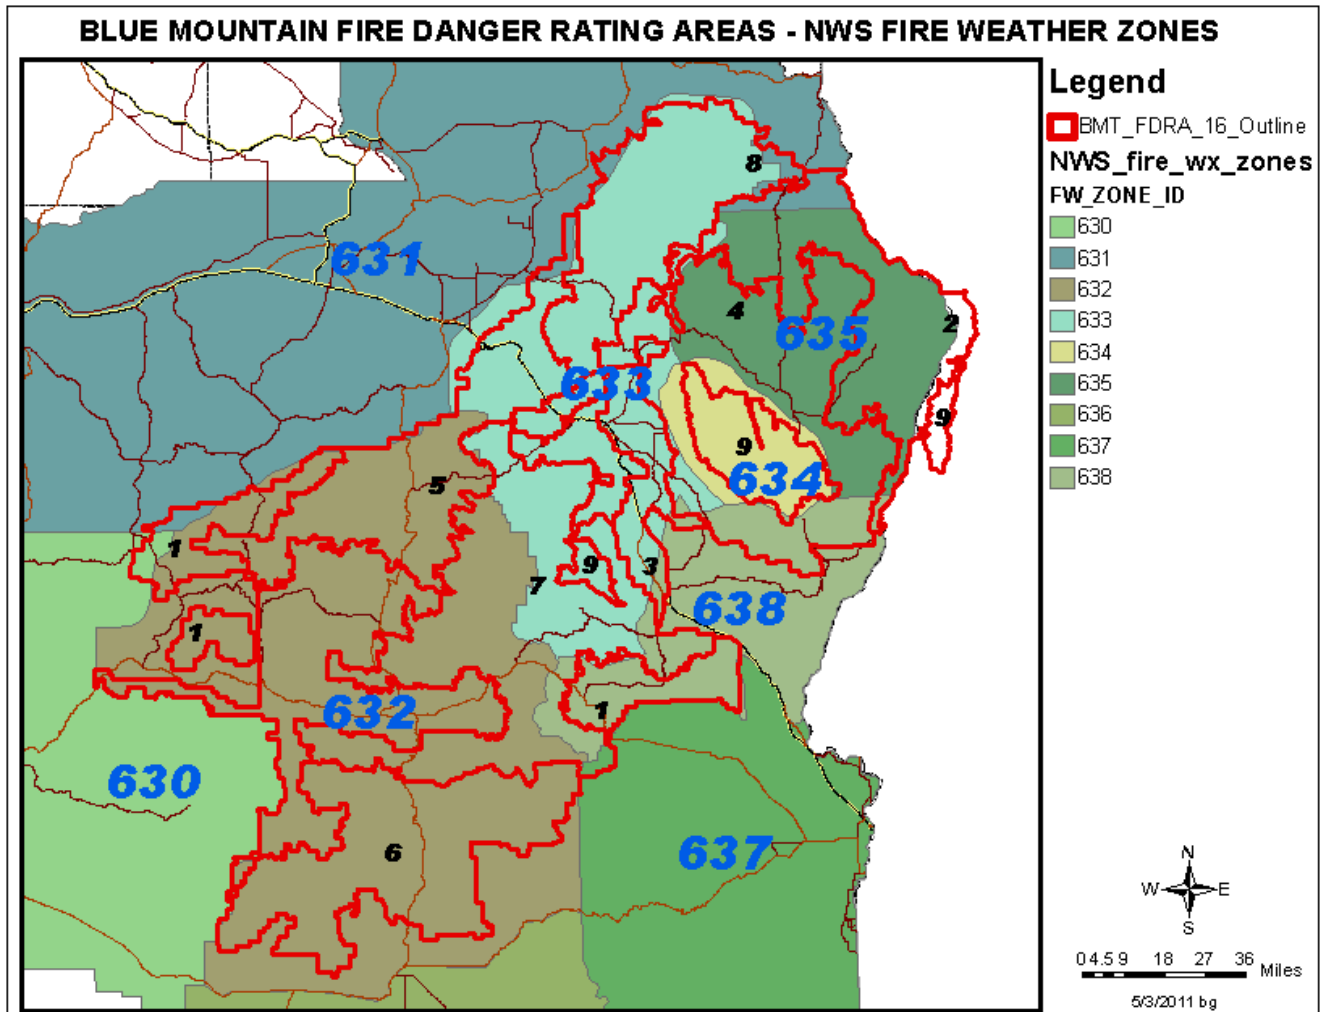 BLUE MOUNTAIN FIRE DANGER RATING AREAS - NWS FIRE WEATHER ZONES
Legend
BMT_FDRA_16_Outline
NWS_fire_wx_zones
FW_ZONE_ID
630
631
632
633
634
635
636
637
638
8
631
4
635
2
633
9
9
634
5
1
7
9
3
638
1
632
1
630
6
637
N
W E
S
0 4.5 9 18 27 36
Miles
5/3/2011 bg